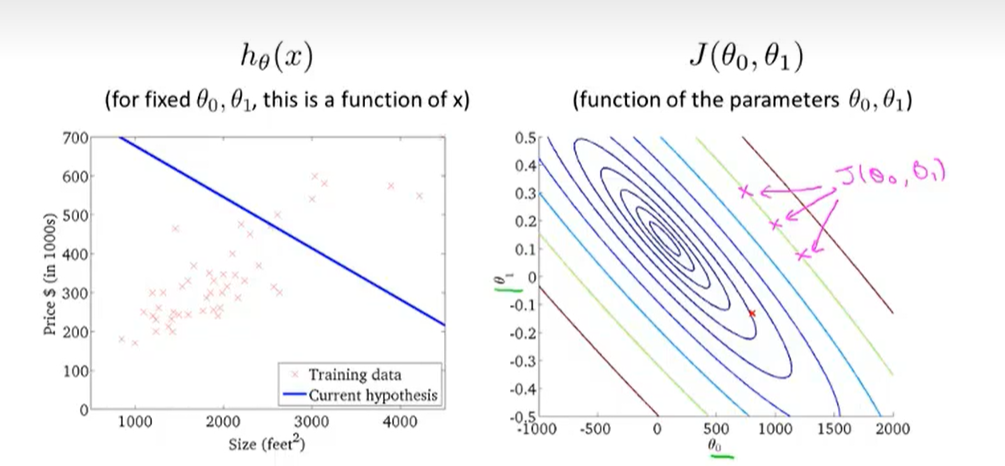 hθ(x)
(for fixed θ0, θ1, this is a function of x)
700
600
500
400
300
200
100
0
Price $ (in 1000s)
1000 2000 3000 4000
Size (feet²)
Training data
Current hypothesis
J(θ0, θ1)
(function of the parameters θ0, θ1)
0.5
0.4
0.3
0.2
0.1
0
-0.1
-0.2
-0.3
-0.4
-0.5
θ1
-1000 -500 0 500 1000 1500 2000
θ0
J(θ0, θ1)